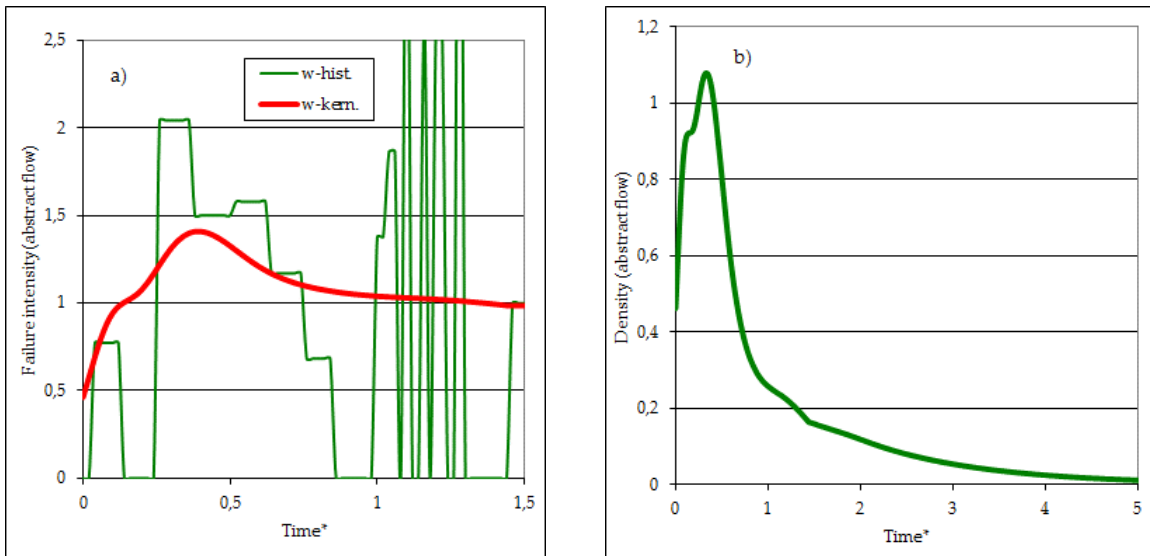 a)
w-hist.
w-kern.
Failure intensity (abstract flow)
2,5
2
1,5
1
0,5
0
0
0,5
1
1,5
Time*
b)
Density (abstract flow)
1,2
1
0,8
0,6
0,4
0,2
0
0
1
2
3
4
5
Time*